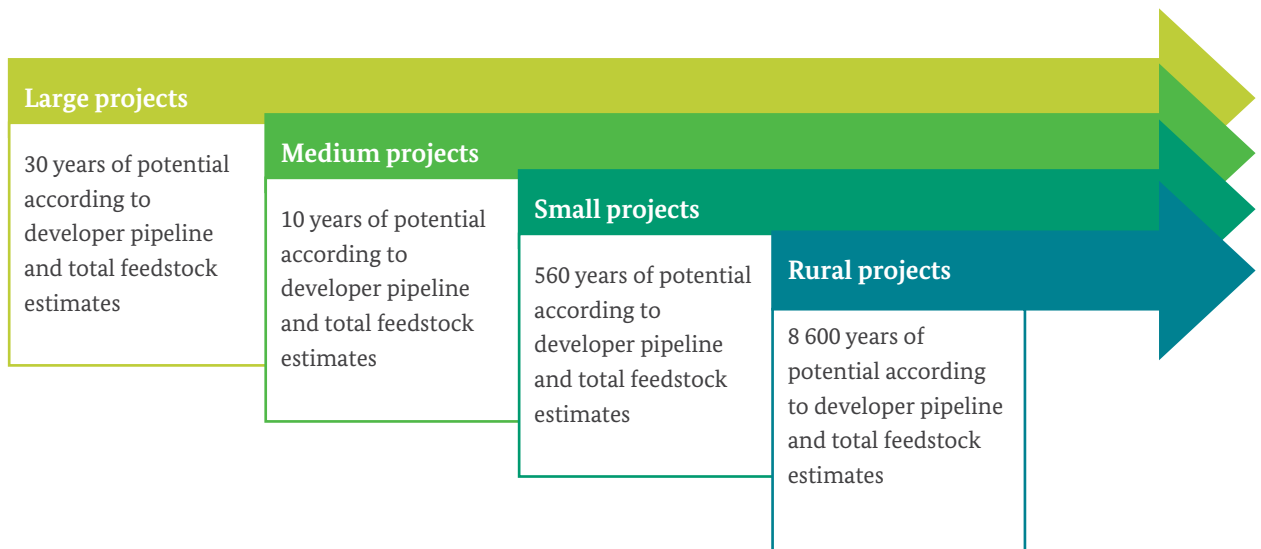 Large projects
30 years of potential
according to
developer pipeline
and total feedstock
estimates
Medium projects
10 years of potential
according to
developer pipeline
and total feedstock
estimates
Small projects
560 years of potential
according to
developer pipeline
and total feedstock
estimates
Rural projects
8 600 years of
potential according
to developer pipeline
and total feedstock
estimates